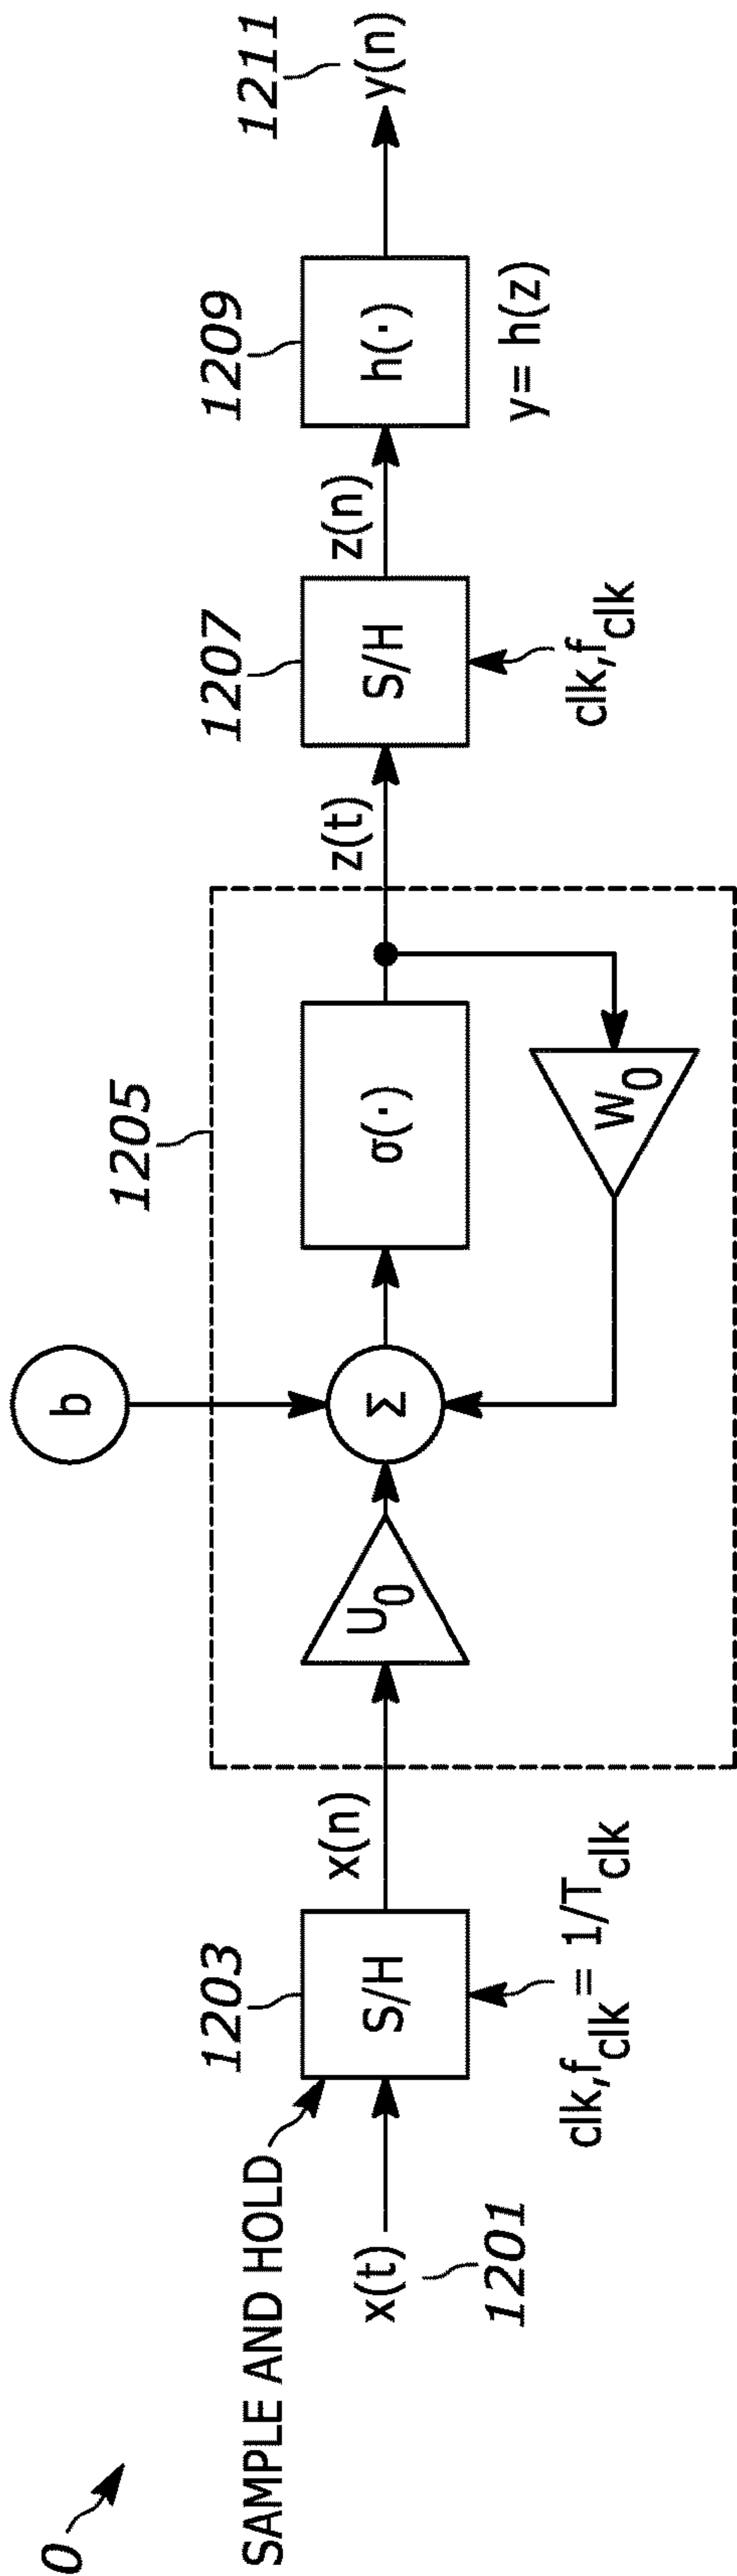 0
SAMPLE AND HOLD
x(t)
1201
1203
S/H
clk,f_clk = 1/T_clk
x(n)
1205
b
U_0
Σ
σ(·)
W_0
z(t)
1207
S/H
clk,f_clk
z(n)
1209
h(·)
y= h(z)
1211
y(n)